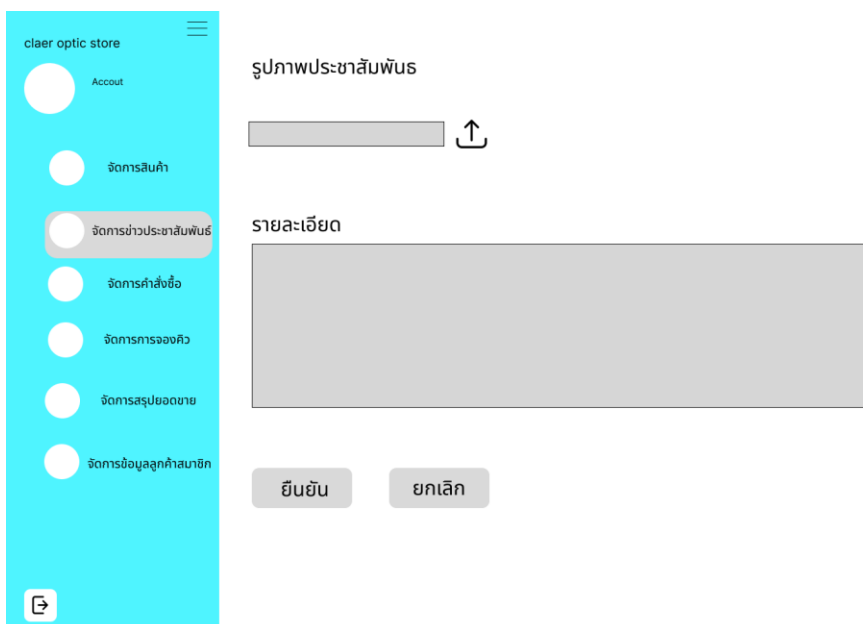 claer optic store
Accout
จัดการสินค้า
จัดการข่าวประชาสัมพันธ์
จัดการคำสั่งซื้อ
จัดการการจองคิว
จัดการสรุปยอดขาย
จัดการข้อมูลลูกค้าสมาชิก
รูปภาพประชาสัมพันธ
รายละเอียด
ยืนยัน
ยกเลิก